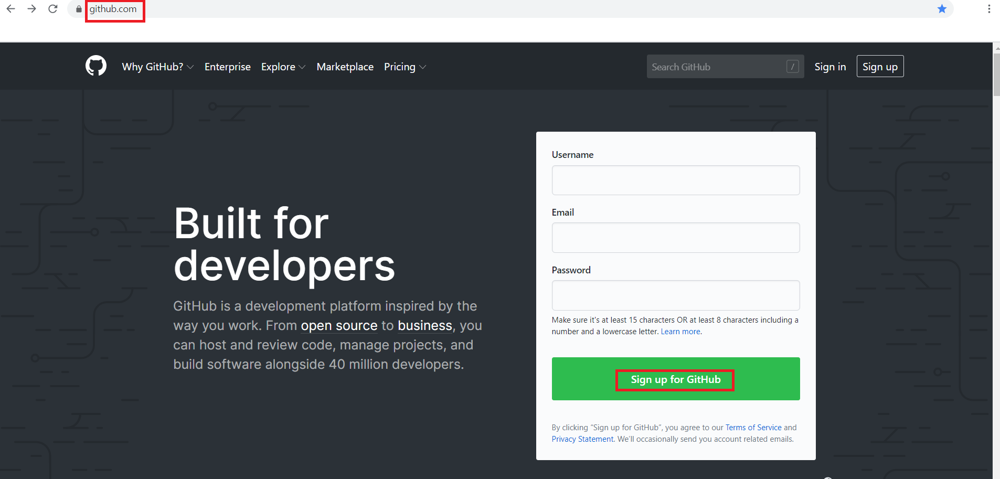 github.com
Why GitHub? Enterprise Explore Marketplace Pricing Search GitHub / Sign in Sign up
Built for
developers
GitHub is a development platform inspired by the
way you work. From open source to business, you
can host and review code, manage projects, and
build software alongside 40 million developers.
Username
Email
Password
Make sure it's at least 15 characters OR at least 8 characters including a
number and a lowercase letter. Learn more.
Sign up for GitHub
By clicking “Sign up for GitHub”, you agree to our Terms of Service and
Privacy Statement. We’ll occasionally send you account related emails.